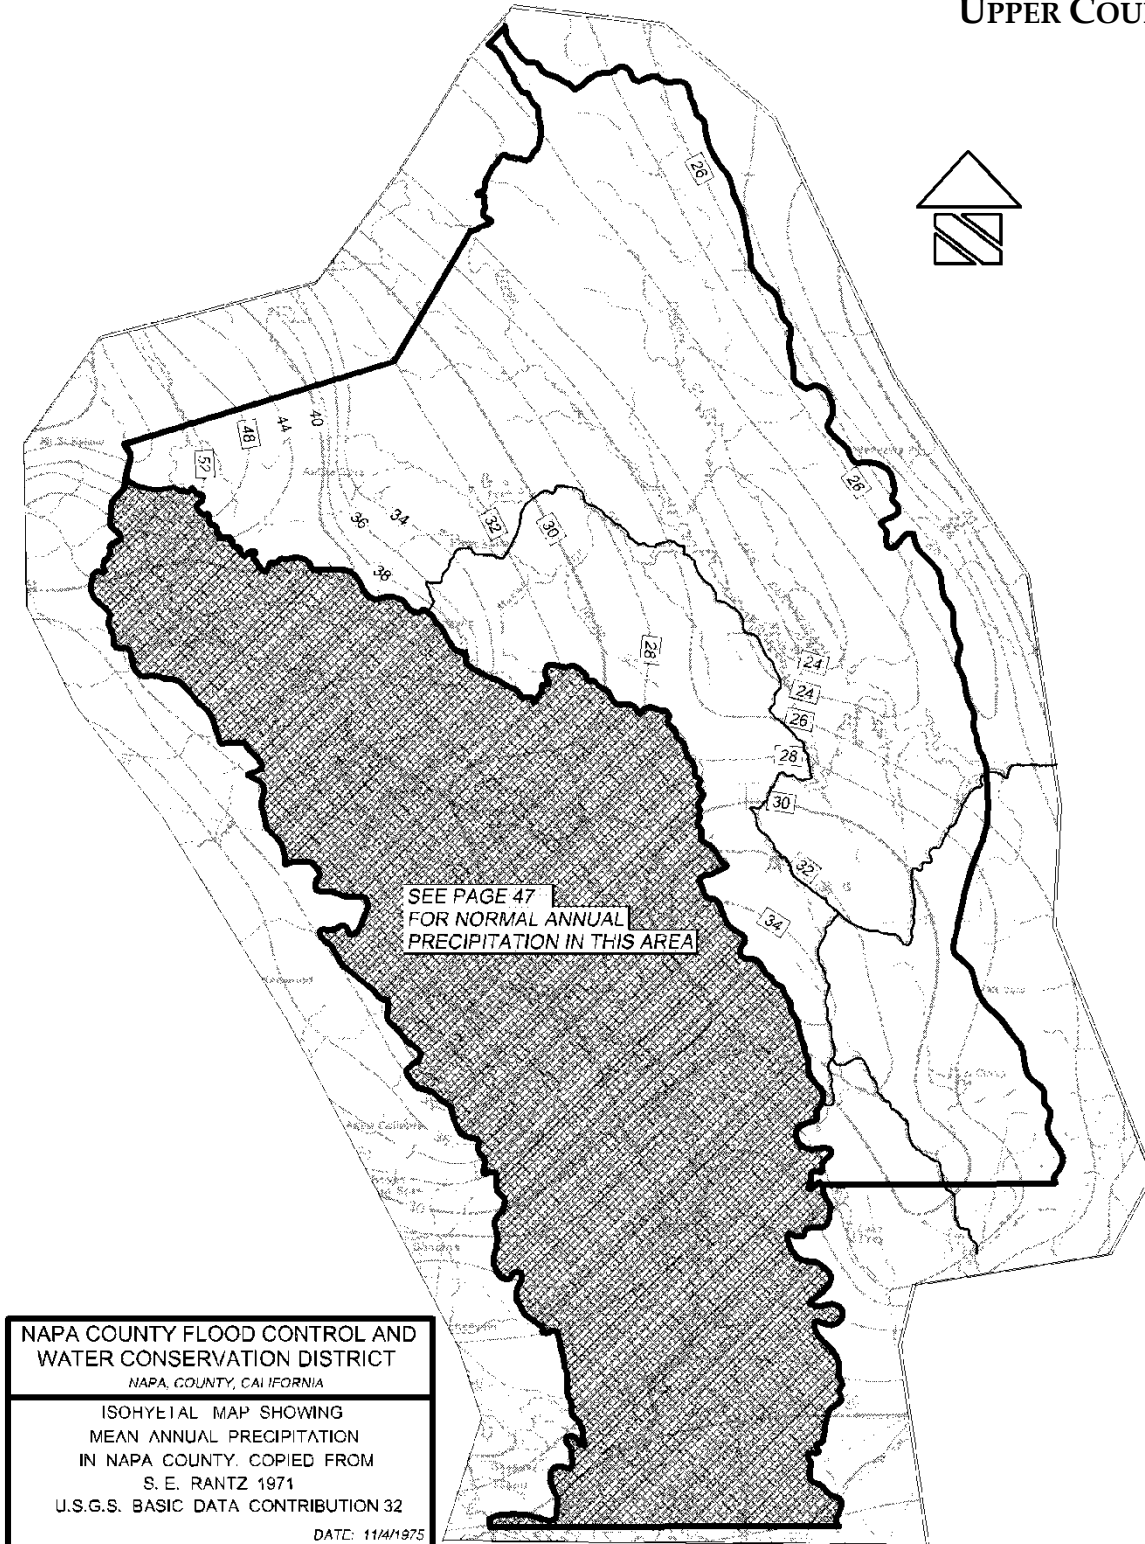 UPPER COU
26
40
44
48
52
36
34
38
32
30
26
28
24
24
26
28
30
32
34
SEE PAGE 47
FOR NORMAL ANNUAL
PRECIPITATION IN THIS AREA
NAPA COUNTY FLOOD CONTROL AND
WATER CONSERVATION DISTRICT
NAPA, COUNTY, CALIFORNIA
ISOHYETAL MAP SHOWING
MEAN ANNUAL PRECIPITATION
IN NAPA COUNTY. COPIED FROM
S. E. RANTZ 1971
U.S.G.S. BASIC DATA CONTRIBUTION 32
DATE: 11/4/1975